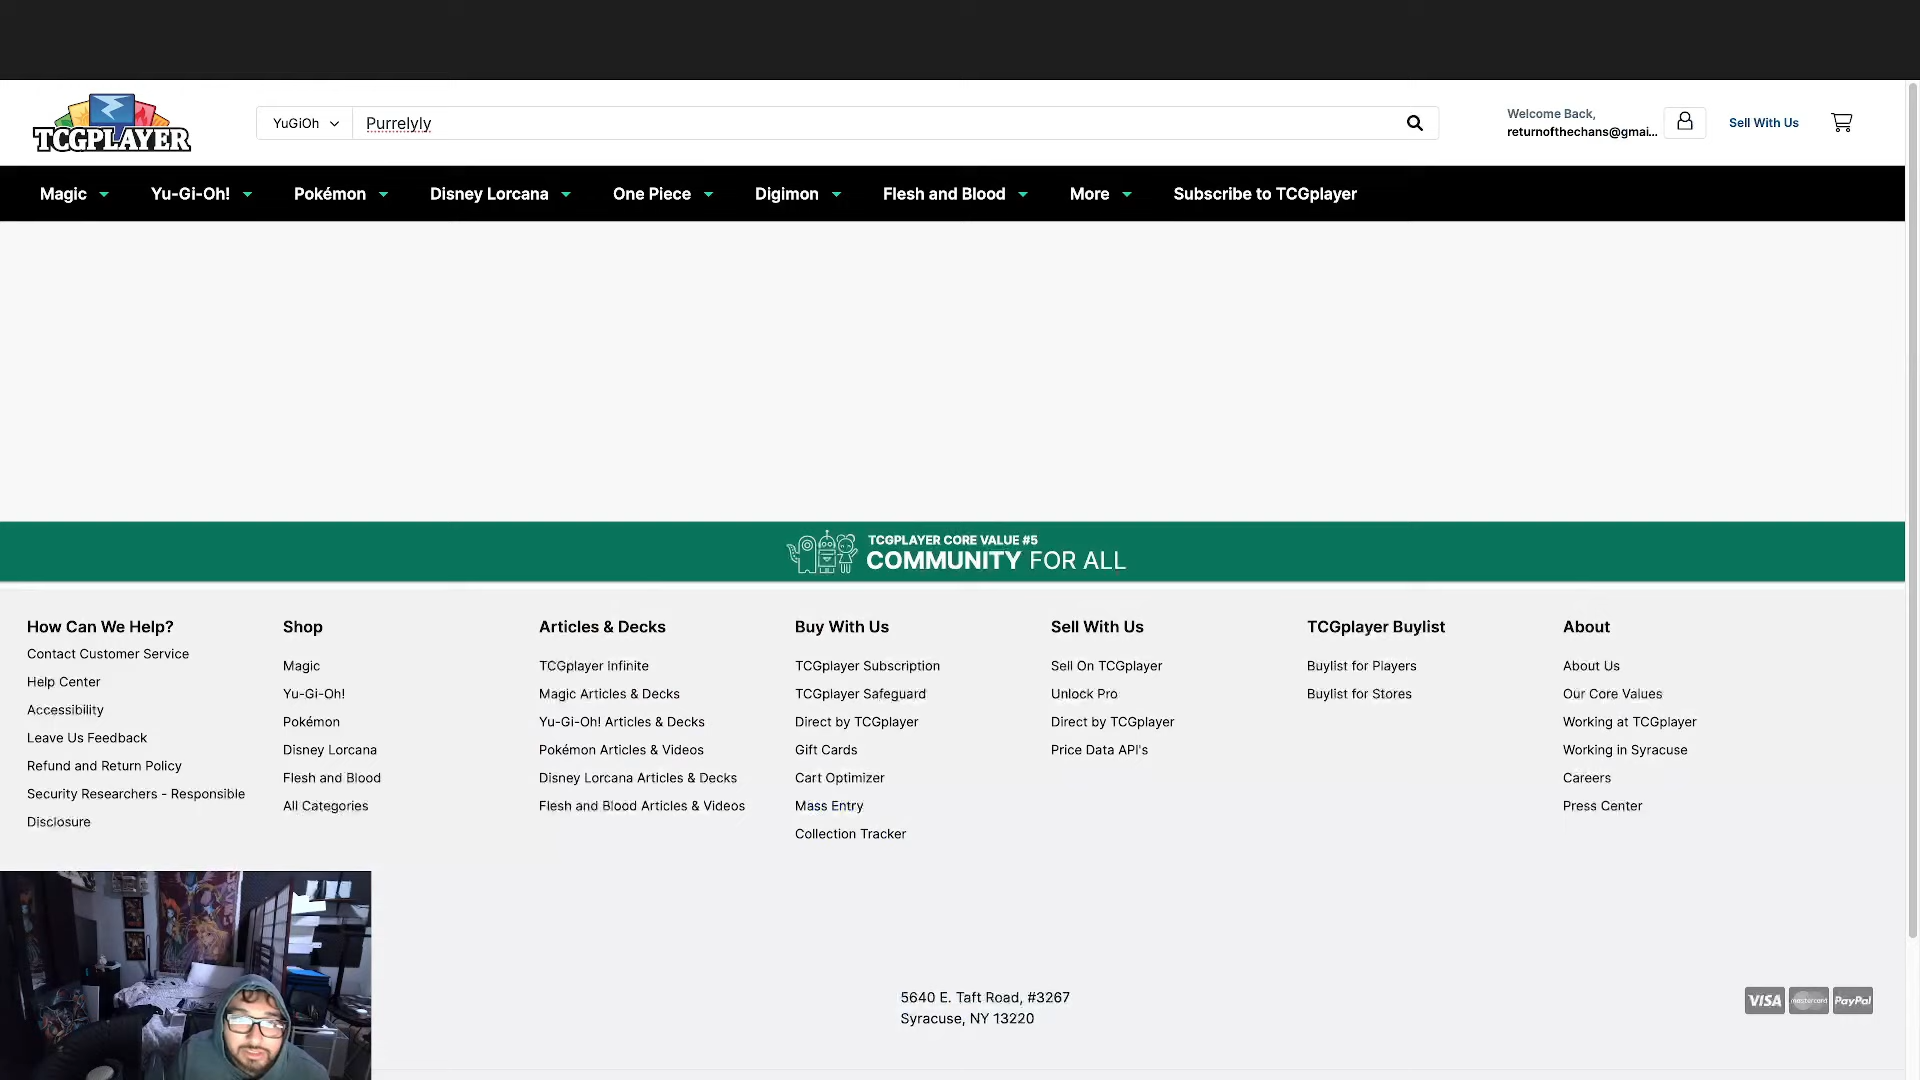 TCGPLAYER
YuGiOh
Purrelyly
Welcome Back,
returnofthechans@gmai...
Sell With Us
Magic
Yu-Gi-Oh!
Pokémon
Disney Lorcana
One Piece
Digimon
Flesh and Blood
More
Subscribe to TCGplayer
TCGPLAYER CORE VALUE #5
COMMUNITY FOR ALL
How Can We Help?
Contact Customer Service
Help Center
Accessibility
Leave Us Feedback
Refund and Return Policy
Security Researchers - Responsible
Disclosure
Shop
Magic
Yu-Gi-Oh!
Pokémon
Disney Lorcana
Flesh and Blood
All Categories
Articles & Decks
TCGplayer Infinite
Magic Articles & Decks
Yu-Gi-Oh! Articles & Decks
Pokémon Articles & Videos
Disney Lorcana Articles & Decks
Flesh and Blood Articles & Videos
Buy With Us
TCGplayer Subscription
TCGplayer Safeguard
Direct by TCGplayer
Gift Cards
Cart Optimizer
Mass Entry
Collection Tracker
Sell With Us
Sell On TCGplayer
Unlock Pro
Direct by TCGplayer
Price Data API's
TCGplayer Buylist
Buylist for Players
Buylist for Stores
About
About Us
Our Core Values
Working at TCGplayer
Working in Syracuse
Careers
Press Center
5640 E. Taft Road, #3267
Syracuse, NY 13220
VISA
mastercard
PayPal